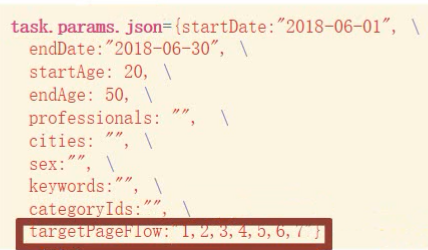 task.params.json={startDate:"2018-06-01", \
endDate:"2018-06-30", \
startAge: 20, \
endAge: 50, \
professionals: "", \
cities: "", \
sex:"", \
keywords:"", \
categoryIds:"", \
targetPageFlow:"1,2,3,4,5,6,7"}